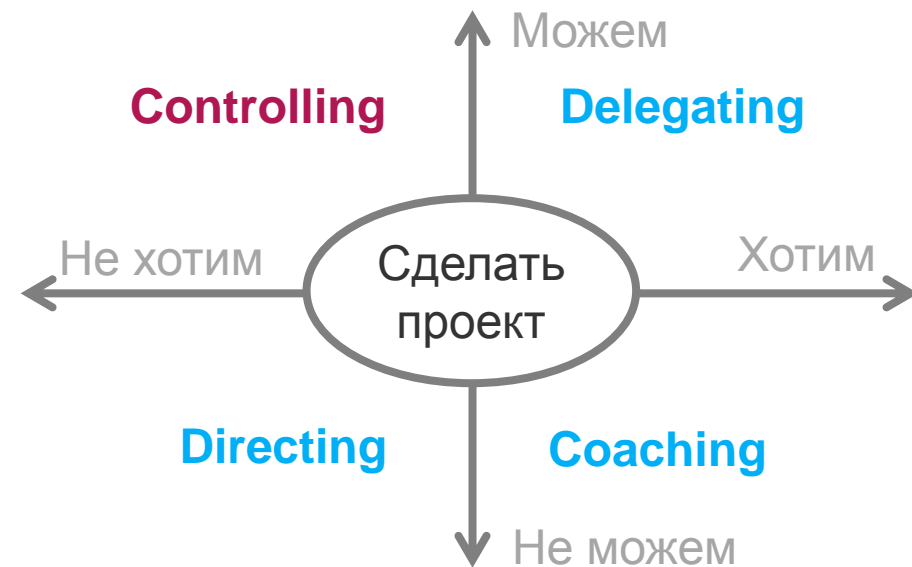 Можем
Controlling
Delegating
Не хотим
Сделать
проект
Хотим
Directing
Coaching
Не можем